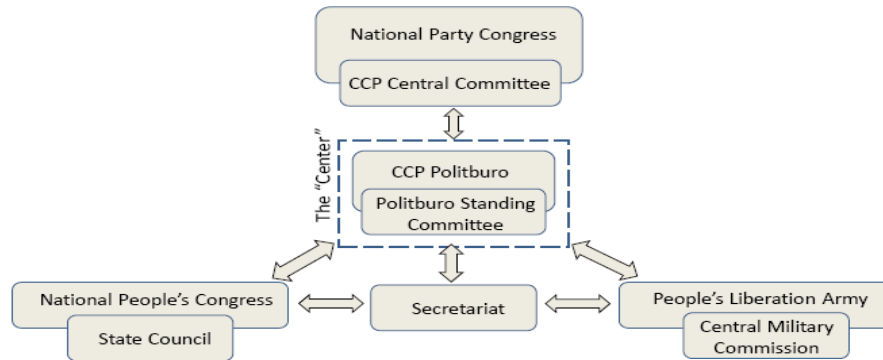 National Party Congress
CCP Central Committee
The “Center”
CCP Politburo
Politburo Standing
Committee
National People’s Congress
State Council
Secretariat
People’s Liberation Army
Central Military
Commission